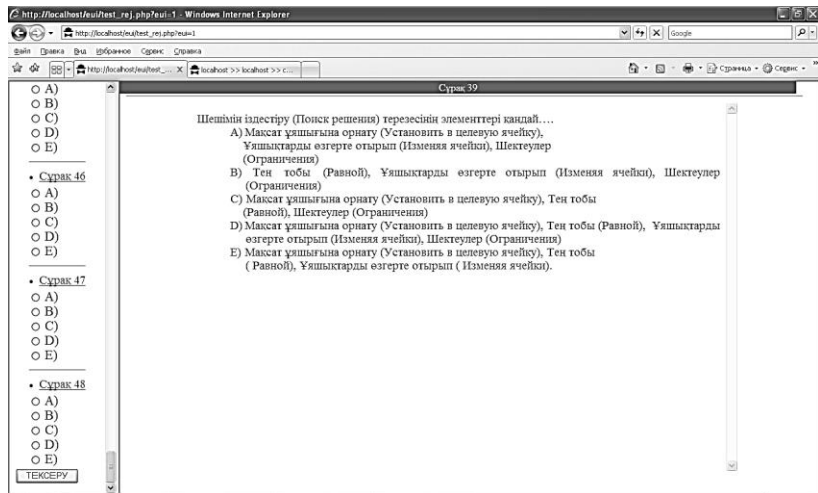 http://localhost/eui/test_rej.php?eui=1 - Windows Internet Explorer
http://localhost/eui/test_rej.php?eui=1
Google
Файл Правка Вид Избранное Сервис Справка
http://localhost/eui/test_... X localhost >> localhost >> c...
Страница Сервис
A)
B)
C)
D)
E)
Сұрақ 46
A)
B)
C)
D)
E)
Сұрақ 47
A)
B)
C)
D)
E)
Сұрақ 48
A)
B)
C)
D)
E)
ТЕКСЕРУ
Сұрақ 39
Шешімін іздестіру (Поиск решения) терезесінің элементтері қандай….
A) Мақсат ұяшығына орнату (Установить в целевую ячейку),
Ұяшықтарды өзгерте отырып (Изменяя ячейки), Шектеулер
(Ограничения)
B) Тең тобы (Равной), Ұяшықтарды өзгерте отырып (Изменяя ячейки), Шектеулер
(Ограничения)
C) Мақсат ұяшығына орнату (Установить в целевую ячейку), Тең тобы
(Равной), Шектеулер (Ограничения)
D) Мақсат ұяшығына орнату (Установить в целевую ячейку), Тең тобы (Равной), Ұяшықтарды
өзгерте отырып (Изменяя ячейки), Шектеулер (Ограничения)
E) Мақсат ұяшығына орнату (Установить в целевую ячейку), Тең тобы
( Равной), Ұяшықтарды өзгерте отырып ( Изменяя ячейки).